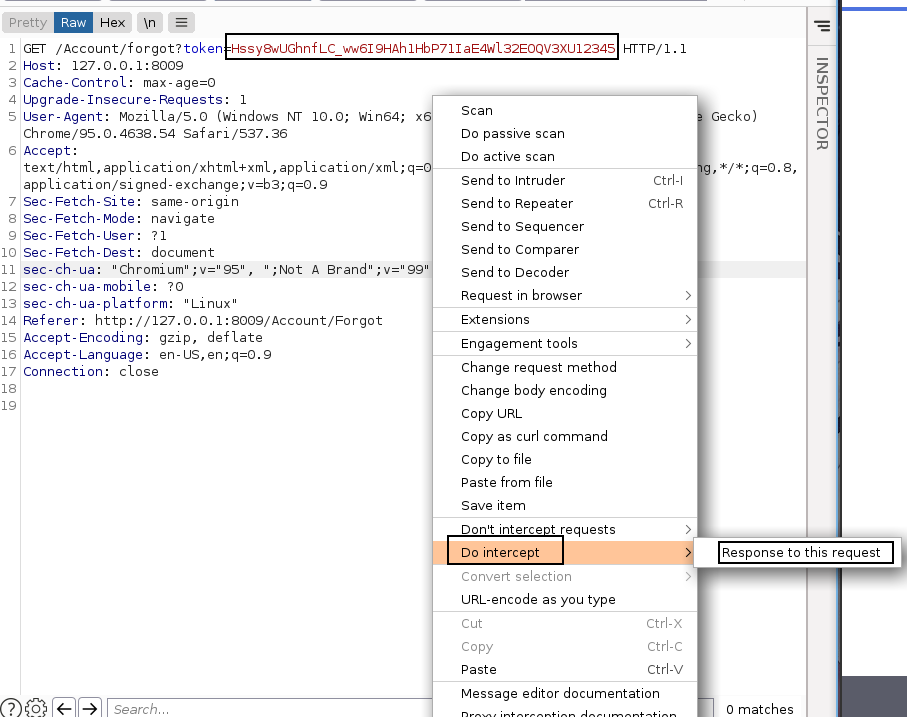 Pretty Raw Hex \n ≡
1 GET /Account/forgot?token=Hssy8wUGhnfLC_ww6I9HAh1HbP71IaE4Wl32EOQV3XU12345 HTTP/1.1
2 Host: 127.0.0.1:8009
3 Cache-Control: max-age=0
4 Upgrade-Insecure-Requests: 1
5 User-Agent: Mozilla/5.0 (Windows NT 10.0; Win64; x6 e Gecko)
Chrome/95.0.4638.54 Safari/537.36
6 Accept:
text/html,application/xhtml+xml,application/xml;q=0 ng,*/*;q=0.8,
application/signed-exchange;v=b3;q=0.9
7 Sec-Fetch-Site: same-origin
8 Sec-Fetch-Mode: navigate
9 Sec-Fetch-User: ?1
10 Sec-Fetch-Dest: document
11 sec-ch-ua: "Chromium";v="95", ";Not A Brand";v="99"
12 sec-ch-ua-mobile: ?0
13 sec-ch-ua-platform: "Linux"
14 Referer: http://127.0.0.1:8009/Account/Forgot
15 Accept-Encoding: gzip, deflate
16 Accept-Language: en-US,en;q=0.9
17 Connection: close
18
19
Scan
Do passive scan
Do active scan
Send to Intruder Ctrl-I
Send to Repeater Ctrl-R
Send to Sequencer
Send to Comparer
Send to Decoder
Request in browser
Extensions
Engagement tools
Change request method
Change body encoding
Copy URL
Copy as curl command
Copy to file
Paste from file
Save item
Don't intercept requests
Do intercept
Response to this request
Convert selection
URL-encode as you type
Cut Ctrl-X
Copy Ctrl-C
Paste Ctrl-V
Message editor documentation
Proxy interception documentation
INSPECTOR
? Search... 0 matches